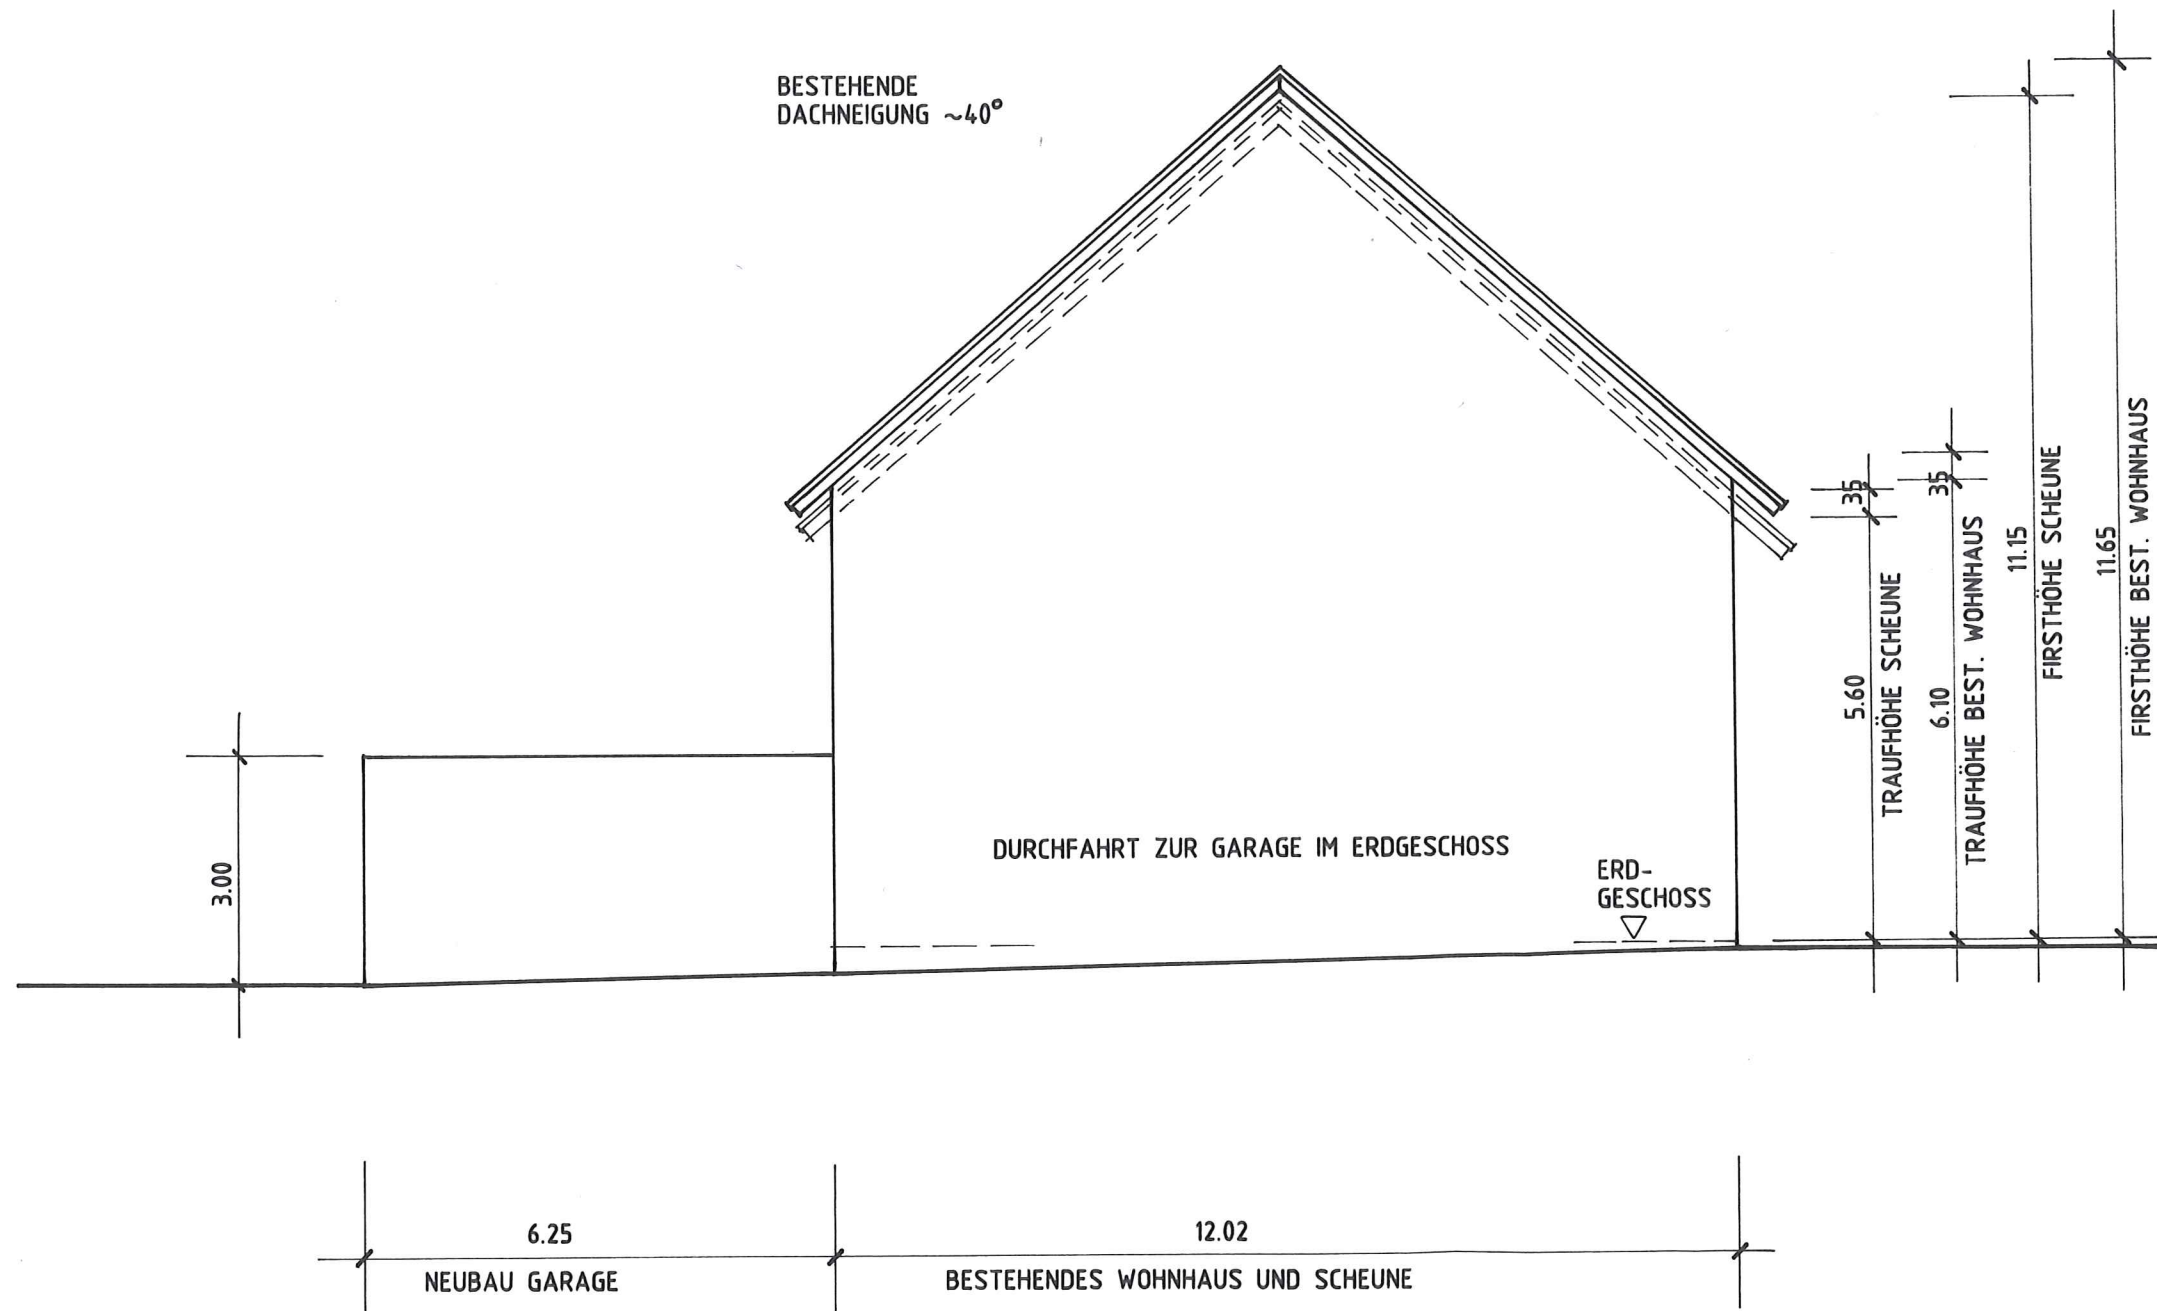 BESTEHENDE
DACHNEIGUNG ~40°
35
35
11.15
FIRSTHÖHE SCHEUNE
11.65
FIRSTHÖHE BEST. WOHNHAUS
5.60
TRAUFHÖHE SCHEUNE
6.10
TRAUFHÖHE BEST. WOHNHAUS
3.00
DURCHFAHRT ZUR GARAGE IM ERDGESCHOSS
ERD-
GESCHOSS
6.25
NEUBAU GARAGE
12.02
BESTEHENDES WOHNHAUS UND SCHEUNE